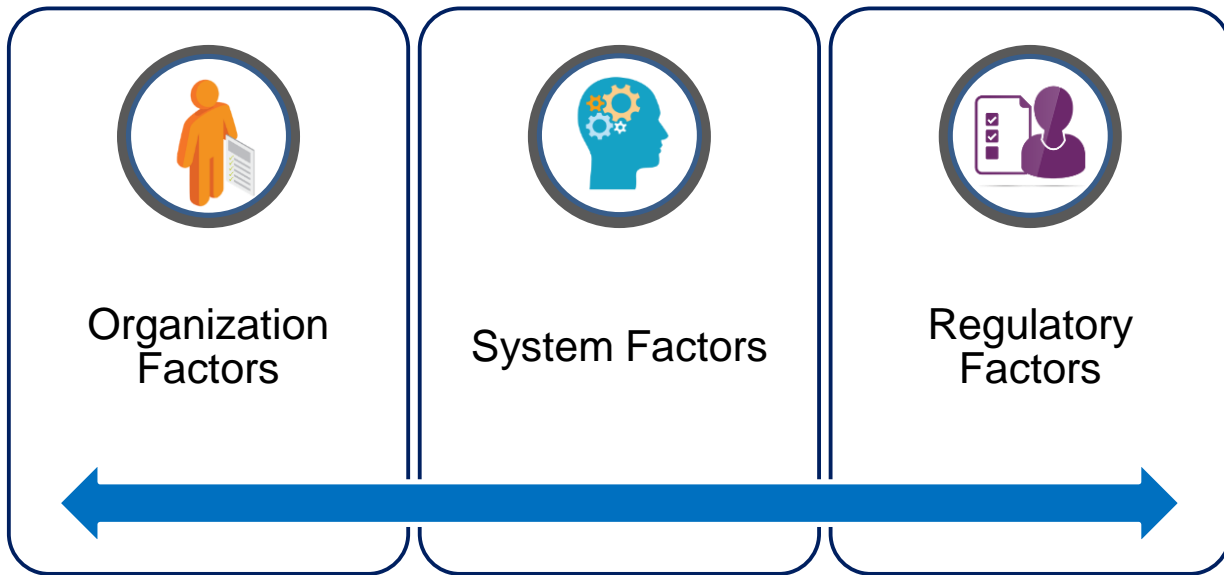 Organization
Factors
System Factors
Regulatory
Factors